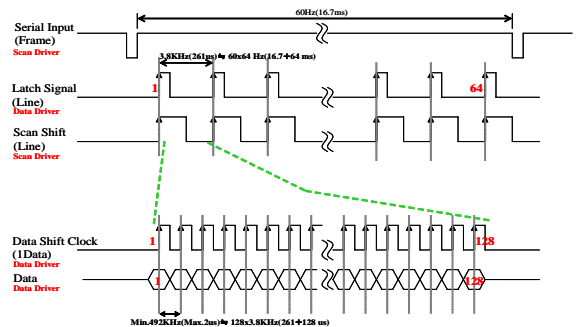 60Hz(16.7ms)
Serial Input
(Frame)
Scan Driver
3.8KHz(261us)≒ 60x64 Hz(16.7÷64 ms)
Latch Signal
(Line)
Data Driver
1
64
Scan Shift
(Line)
Scan Driver
Data Shift Clock
(1Data)
Data Driver
1
128
Data
Data Driver
1
128
Min.492KHz(Max.2us)≒ 128x3.8KHz(261÷128 us)